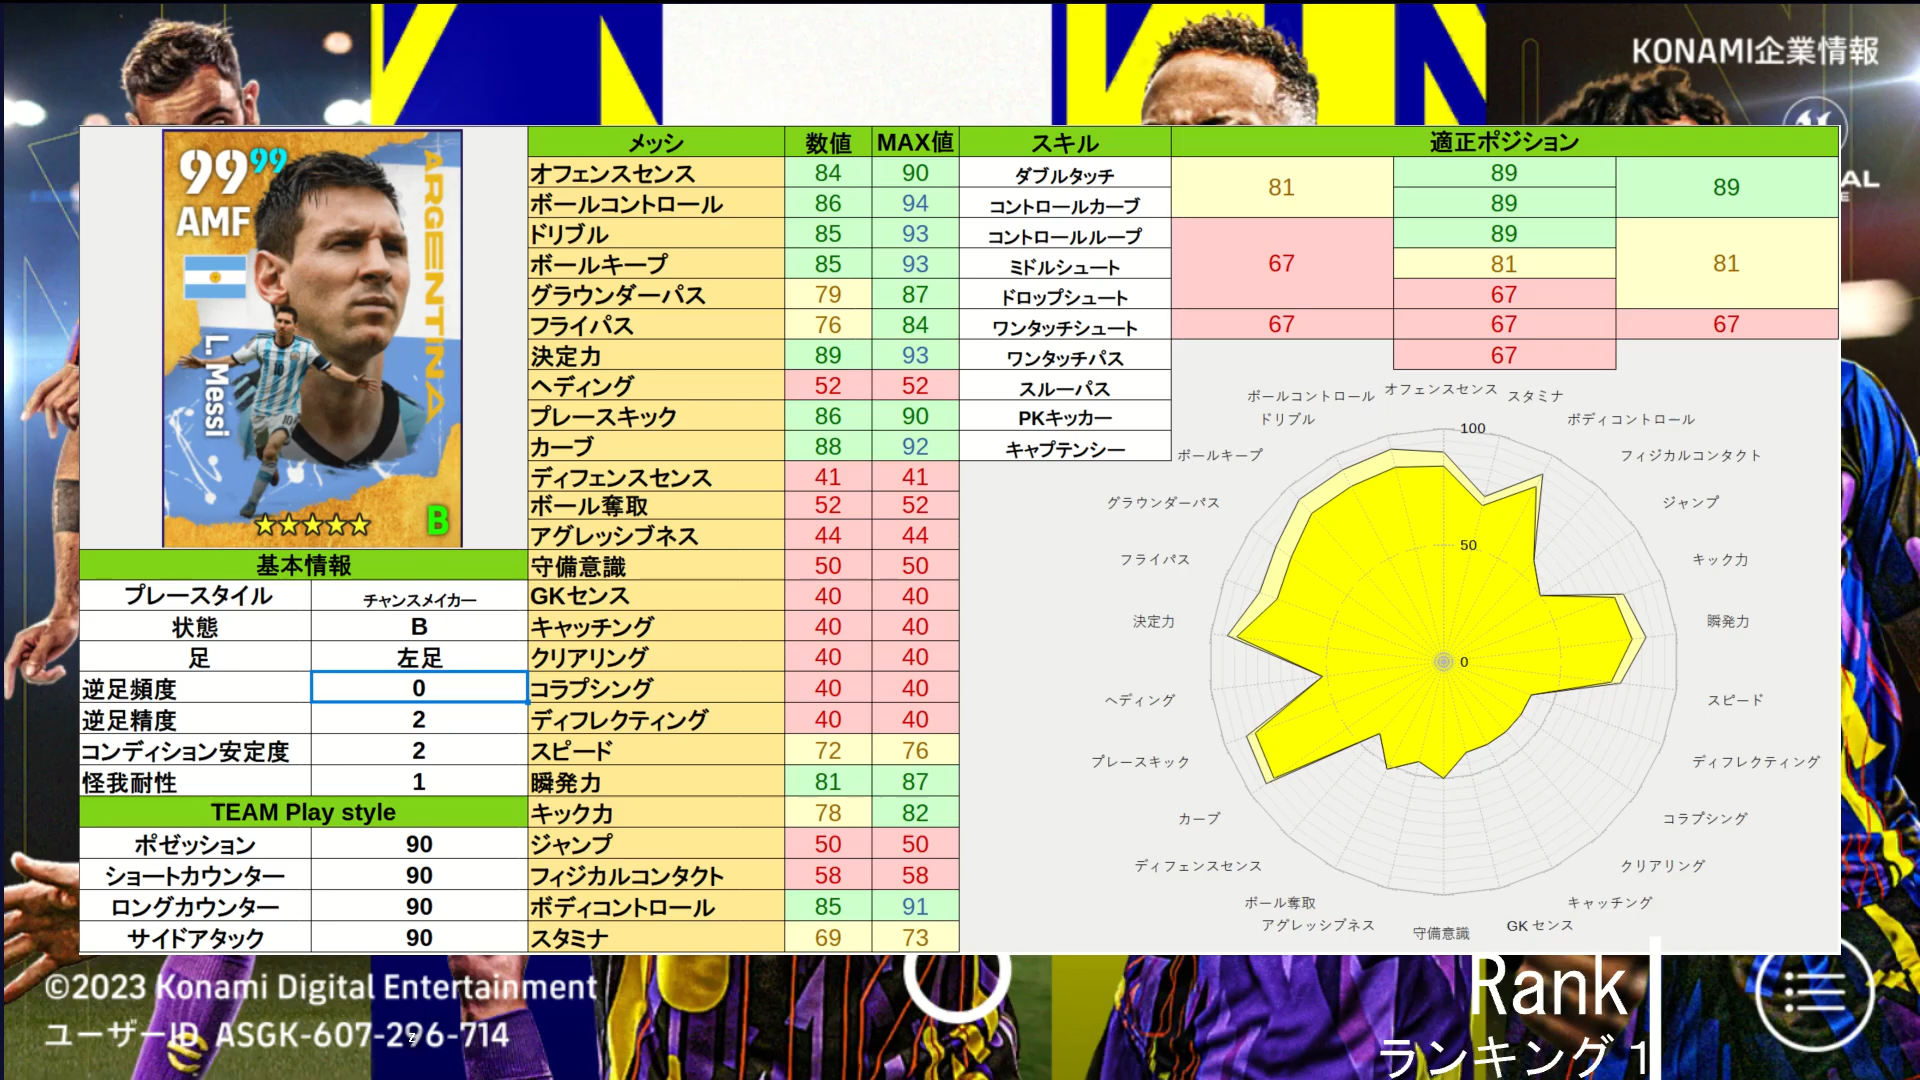 KONAMI企業情報
99 99
AMF
ARGENTINA
L. Messi
☆☆☆☆☆ B
基本情報
プレースタイル チャンスメイカー
状態 B
足 左足
逆足頻度 0
逆足精度 2
コンディション安定度 2
怪我耐性 1
TEAM Play style
ポゼッション 90
ショートカウンター 90
ロングカウンター 90
サイドアタック 90
メッシ 数値 MAX値
オフェンスセンス 84 90
ボールコントロール 86 94
ドリブル 85 93
ボールキープ 85 93
グラウンダーパス 79 87
フライパス 76 84
決定力 89 93
ヘディング 52 52
プレースキック 86 90
カーブ 88 92
ディフェンスセンス 41 41
ボール奪取 52 52
アグレッシブネス 44 44
守備意識 50 50
GKセンス 40 40
キャッチング 40 40
クリアリング 40 40
コラプシング 40 40
ディフレクティング 40 40
スピード 72 76
瞬発力 81 87
キック力 78 82
ジャンプ 50 50
フィジカルコンタクト 58 58
ボディコントロール 85 91
スタミナ 69 73
スキル
ダブルタッチ
コントロールカーブ
コントロールループ
ミドルシュート
ドロップシュート
ワンタッチシュート
ワンタッチパス
スルーパス
PKキッカー
キャプテンシー
適正ポジション
81 89 89
89
67 89 81
81
67
67 67 67
67
オフェンスセンス
スタミナ
ボディコントロール
フィジカルコンタクト
ジャンプ
キック力
瞬発力
スピード
ディフレクティング
コラプシング
クリアリング
キャッチング
GK センス
守備意識
アグレッシブネス
ボール奪取
ディフェンスセンス
カーブ
プレースキック
ヘディング
決定力
フライパス
グラウンダーパス
ボールキープ
ドリブル
ボールコントロール
100
50
0
©2023 Konami Digital Entertainment
ユーザーID ASGK-607-296-714
Rank
ランキング 1